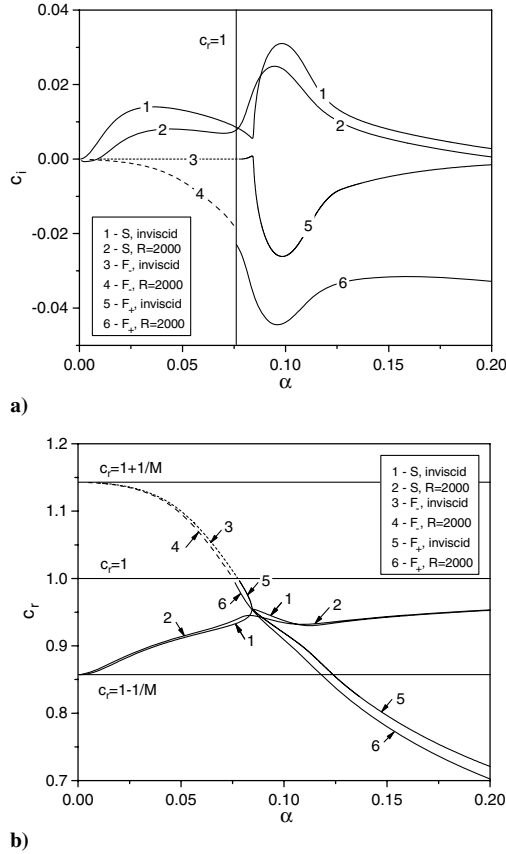 c_r=1
0.04
0.02
0.00
-0.02
-0.04
c_i
1
2
3
4
1
2
5
6
1 - S, inviscid
2 - S, R=2000
3 - F_-, inviscid
4 - F_-, R=2000
5 - F_+, inviscid
6 - F_+, R=2000
0.00 0.05 0.10 0.15 0.20
α
a)
1.2
1.1
1.0
0.9
0.8
0.7
c_r
c_r=1+1/M
c_r=1
c_r=1-1/M
1 - S, inviscid
2 - S, R=2000
3 - F_-, inviscid
4 - F_-, R=2000
5 - F_+, inviscid
6 - F_+, R=2000
3
4
5
6
1
2
2
1
5
6
0.00 0.05 0.10 0.15 0.20
α
b)